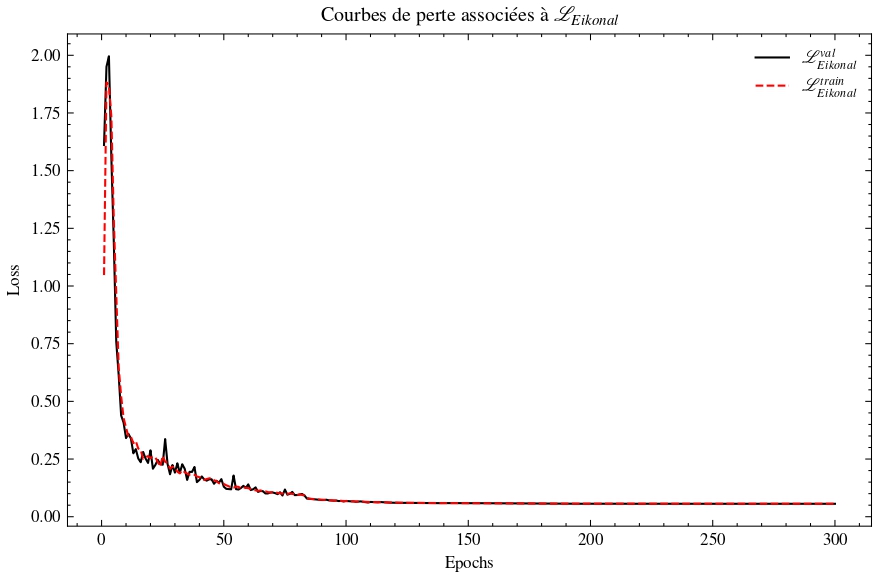 Courbes de perte associées à ℒ_Eikonal
ℒ^val_Eikonal
ℒ^train_Eikonal
2.00
1.75
1.50
1.25
1.00
0.75
0.50
0.25
0.00
Loss
0 50 100 150 200 250 300
Epochs